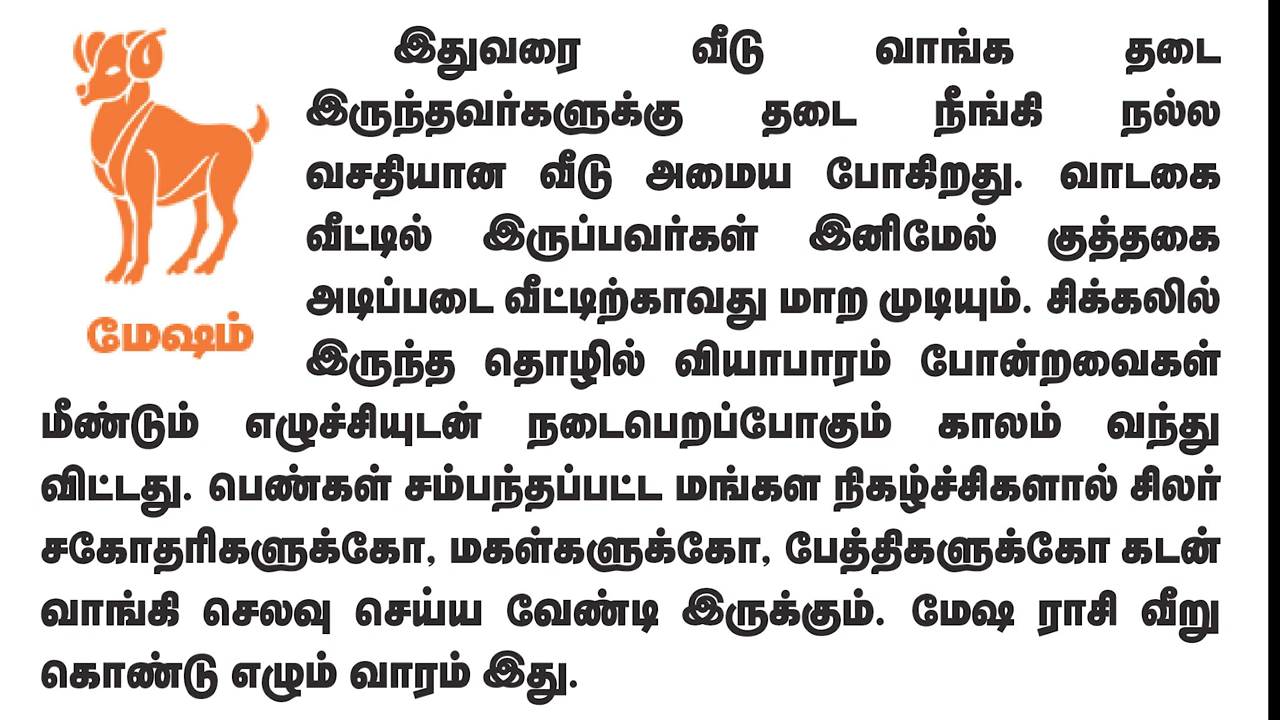 இதுவரை வீடு வாங்க தடை
இருந்தவர்களுக்கு தடை நீங்கி நல்ல
வசதியான வீடு அமைய போகிறது. வாடகை
வீட்டில் இருப்பவர்கள் இனிமேல் குத்தகை
அடிப்படை வீட்டிற்காவது மாற முடியும். சிக்கலில்
இருந்த தொழில் வியாபாரம் போன்றவைகள்
மேஷம்
மீண்டும் எழுச்சியுடன் நடைபெறப்போகும் காலம் வந்து
விட்டது. பெண்கள் சம்பந்தப்பட்ட மங்கள நிகழ்ச்சிகளால் சிலர்
சகோதரிகளுக்கோ, மகள்களுக்கோ, பேத்திகளுக்கோ கடன்
வாங்கி செலவு செய்ய வேண்டி இருக்கும். மேஷ ராசி வீறு
கொண்டு எழும் வாரம் இது.